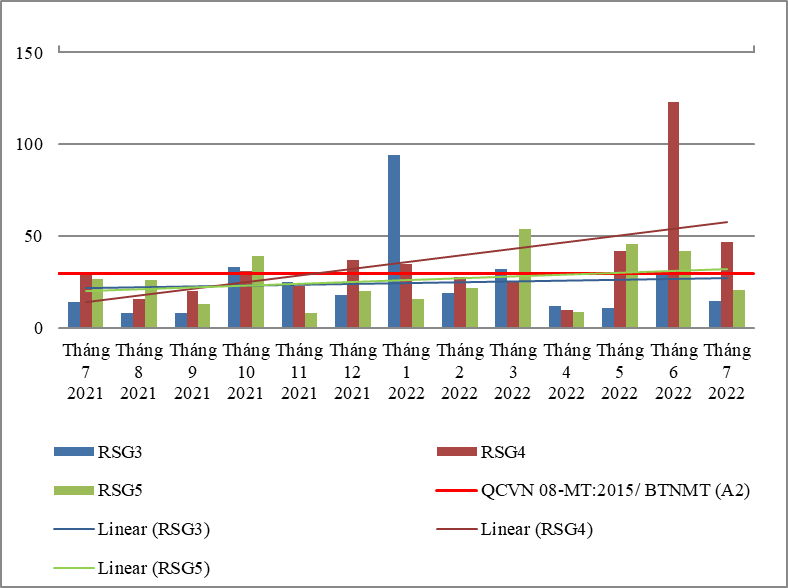 150
100
50
0
Tháng 7 2021
Tháng 8 2021
Tháng 9 2021
Tháng 10 2021
Tháng 11 2021
Tháng 12 2021
Tháng 1 2022
Tháng 2 2022
Tháng 3 2022
Tháng 4 2022
Tháng 5 2022
Tháng 6 2022
Tháng 7 2022
RSG3
RSG4
RSG5
QCVN 08-MT:2015/ BTNMT (A2)
Linear (RSG3)
Linear (RSG4)
Linear (RSG5)